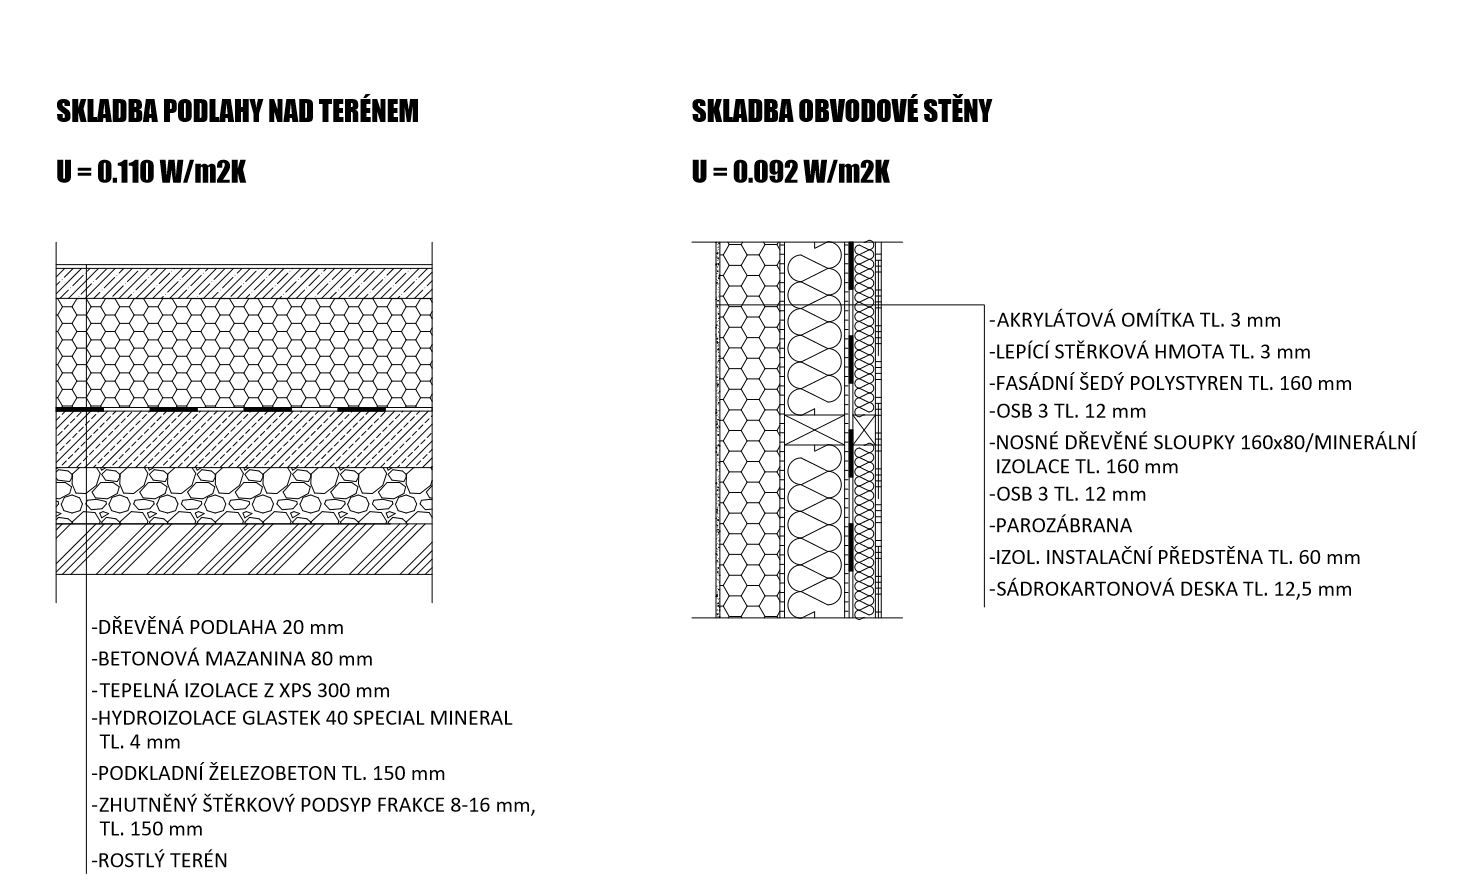 SKLADBA PODLAHY NAD TERÉNEM
U = 0.110 W/m2K
-DŘEVĚNÁ PODLAHA 20 mm
-BETONOVÁ MAZANINA 80 mm
-TEPELNÁ IZOLACE Z XPS 300 mm
-HYDROIZOLACE GLASTEK 40 SPECIAL MINERAL
TL. 4 mm
-PODKLADNÍ ŽELEZOBETON TL. 150 mm
-ZHUTNĚNÝ ŠTĚRKOVÝ PODSYP FRAKCE 8-16 mm,
TL. 150 mm
-ROSTLÝ TERÉN
SKLADBA OBVODOVÉ STĚNY
U = 0.092 W/m2K
-AKRYLÁTOVÁ OMÍTKA TL. 3 mm
-LEPÍCÍ STĚRKOVÁ HMOTA TL. 3 mm
-FASÁDNÍ ŠEDÝ POLYSTYREN TL. 160 mm
-OSB 3 TL. 12 mm
-NOSNÉ DŘEVĚNÉ SLOUPKY 160x80/MINERÁLNÍ
IZOLACE TL. 160 mm
-OSB 3 TL. 12 mm
-PAROZÁBRANA
-IZOL. INSTALAČNÍ PŘEDSTĚNA TL. 60 mm
-SÁDROKARTONOVÁ DESKA TL. 12,5 mm